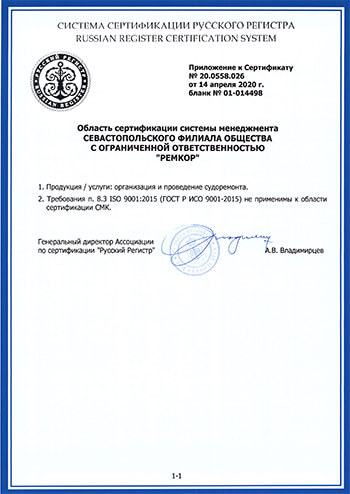 СИСТЕМА СЕРТИФИКАЦИИ РУССКОГО РЕГИСТРА
RUSSIAN REGISTER CERTIFICATION SYSTEM
РУССКИЙ РЕГИСТР
RUSSIAN REGISTER
Приложение к Сертификату
№ 20.0558.026
от 14 апреля 2020 г.
бланк № 01-014498
Область сертификации системы менеджмента
СЕВАСТОПОЛЬСКОГО ФИЛИАЛА ОБЩЕСТВА
С ОГРАНИЧЕННОЙ ОТВЕТСТВЕННОСТЬЮ
"РЕМКОР"
1. Продукция / услуги: организация и проведение судоремонта.
2. Требования п. 8.3 ISO 9001:2015 (ГОСТ Р ИСО 9001-2015) не применимы к области
сертификации СМК.
Генеральный директор Ассоциации
по сертификации "Русский Регистр"
А.В. Владимирцев
1-1